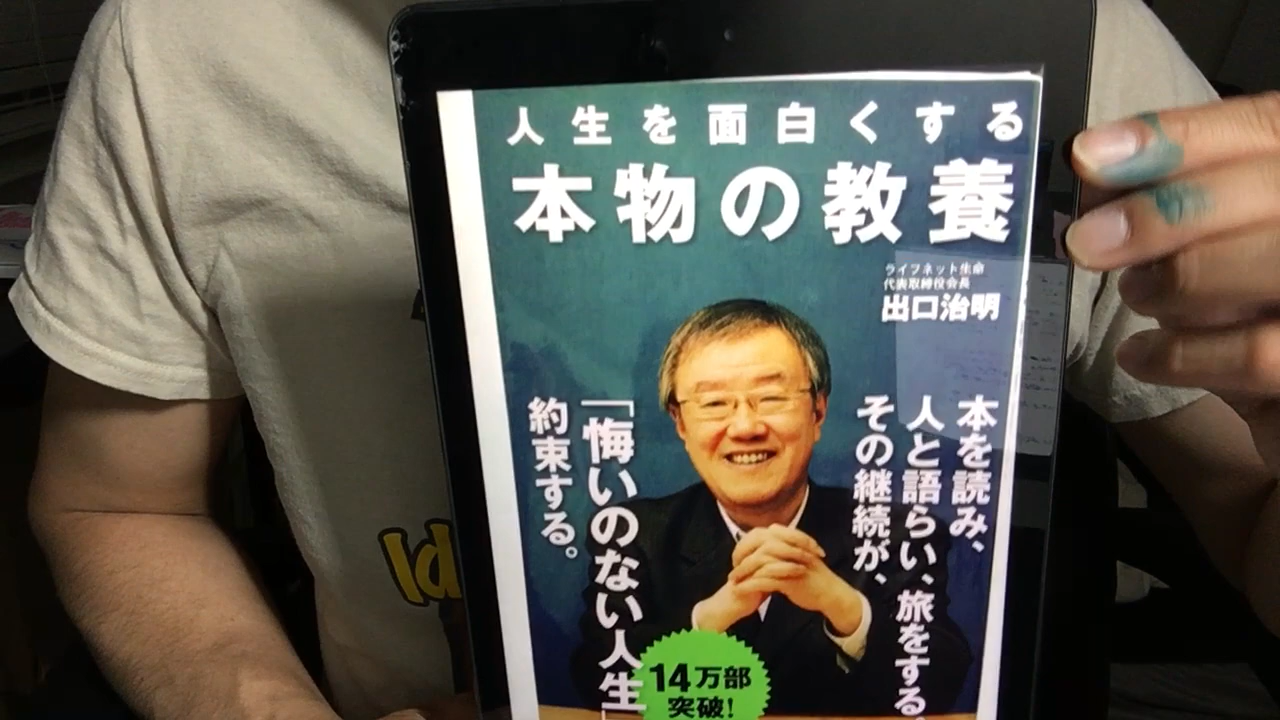 人生を面白くする
本物の教養
ライフネット生命
代表取締役会長
出口治明
本を読み、
人と語らい、旅をする。
その継続が、
「悔いのない人生」
約束する。
14万部
突破!
Id